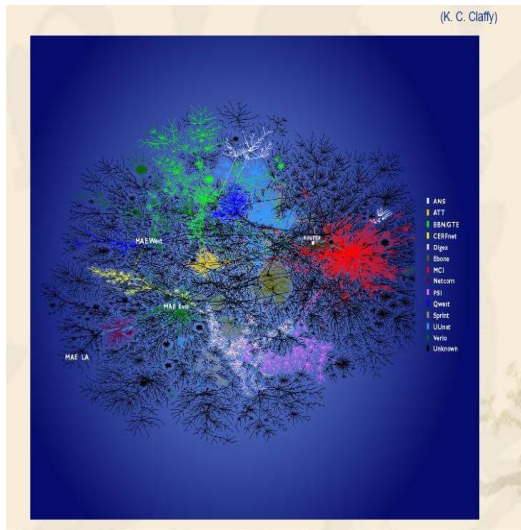 (K. C. Claffy)
MAE West
MAE East
MAE LA
ANS
ATT
BBN/GTE
CERFnet
Digex
Ebone
MCI
Netcom
PSI
Qwest
Sprint
UUnet
Verio
Unknown